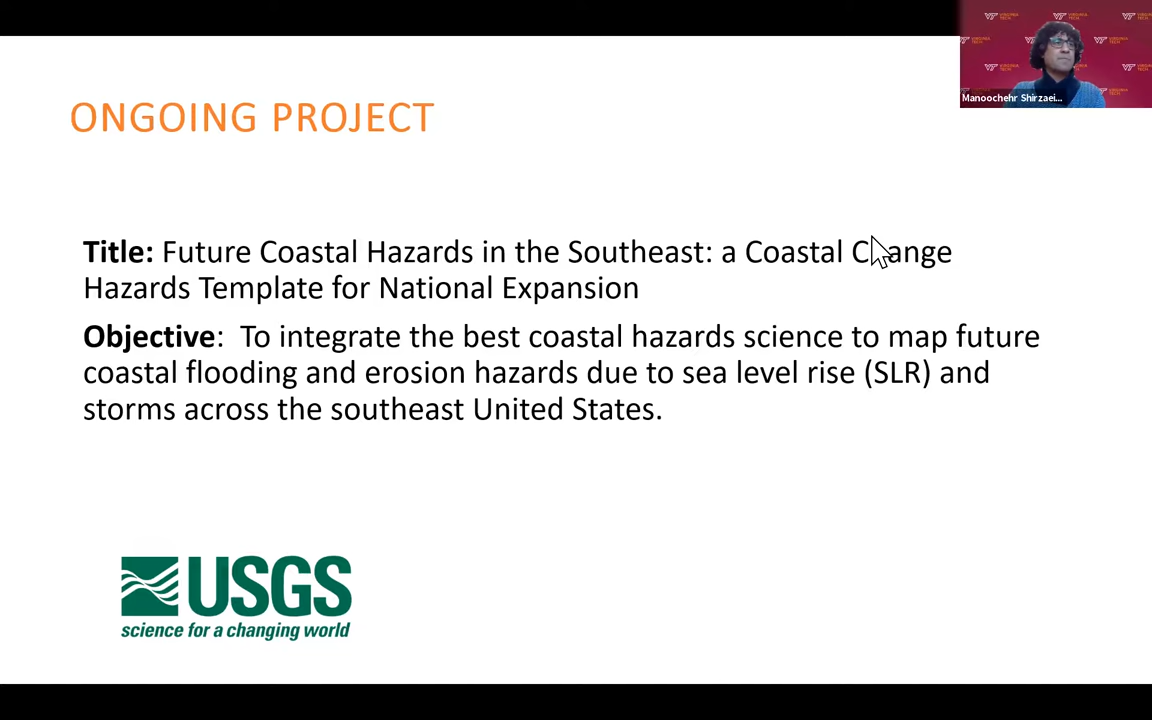 ONGOING PROJECT
Title: Future Coastal Hazards in the Southeast: a Coastal Change
Hazards Template for National Expansion
Objective:  To integrate the best coastal hazards science to map future
coastal flooding and erosion hazards due to sea level rise (SLR) and
storms across the southeast United States.
USGS
science for a changing world
VIRGINIA TECH
Manoochehr Shirzaei...